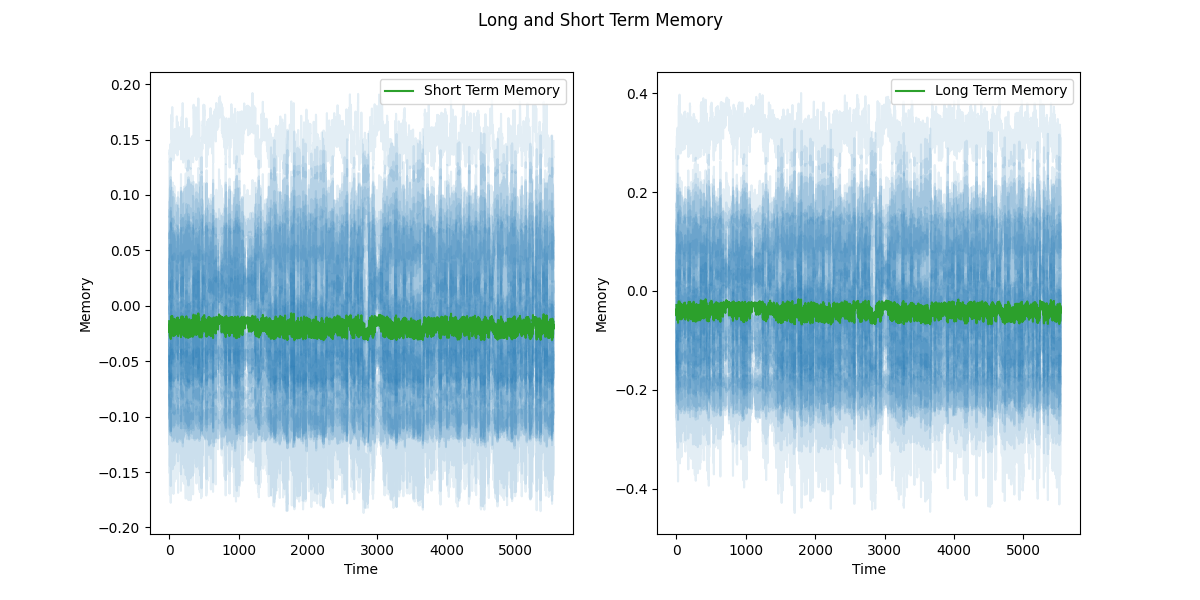 Long and Short Term Memory
Short Term Memory
0.20
0.15
0.10
0.05
0.00
−0.05
−0.10
−0.15
−0.20
Memory
0 1000 2000 3000 4000 5000
Time
Long Term Memory
0.4
0.2
0.0
−0.2
−0.4
Memory
0 1000 2000 3000 4000 5000
Time